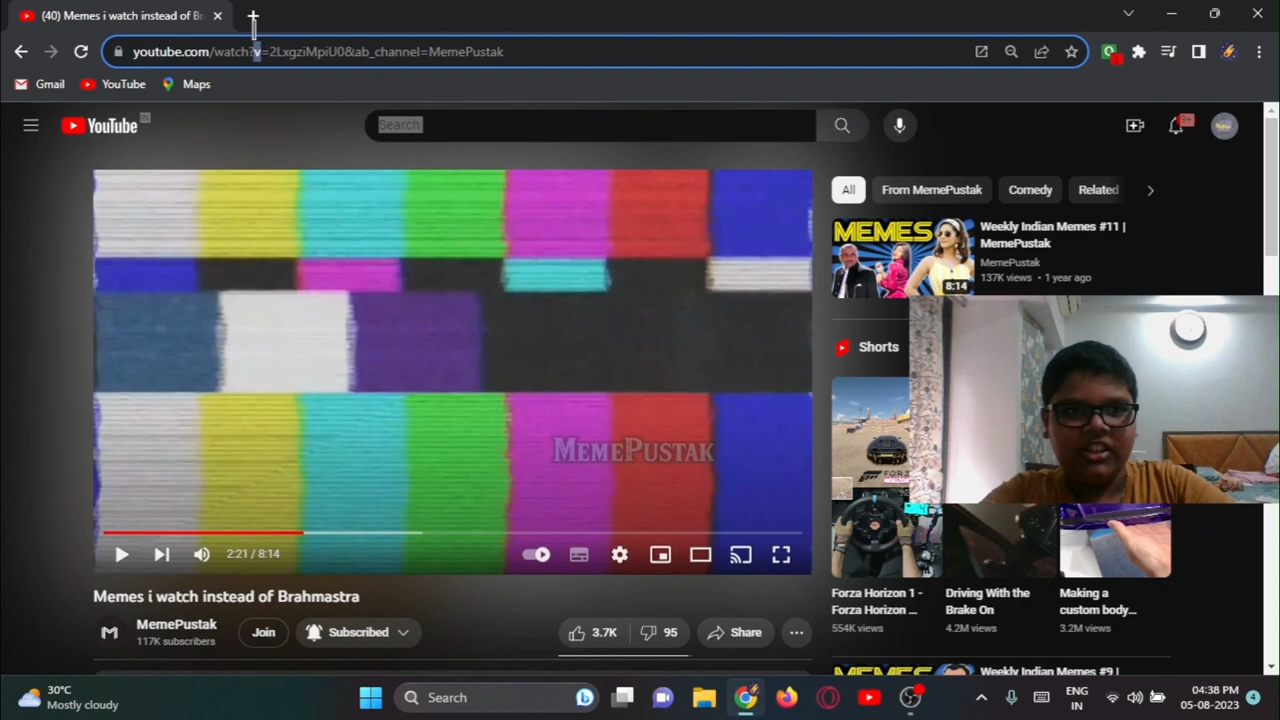 (40) Memes i watch instead of Br
youtube.com/watch?v=2LxgziMpiU0&ab_channel=MemePustak
Gmail
YouTube
Maps
YouTube
Search
9+
All
From MemePustak
Comedy
Related
MEMES
8:14
Weekly Indian Memes #11 |
MemePustak
MemePustak
137K views • 1 year ago
Shorts
MemePustak
2:21 / 8:14
FORZA
Forza Horizon 1 -
Forza Horizon ...
554K views
Driving With the
Brake On
4.2M views
Making a
custom body...
3.2M views
Memes i watch instead of Brahmastra
MemePustak
117K subscribers
Join
Subscribed
3.7K
95
Share
MEMES
Weekly Indian Memes #9 |
30°C
Mostly cloudy
Search
ENG
IN
04:38 PM
05-08-2023
4